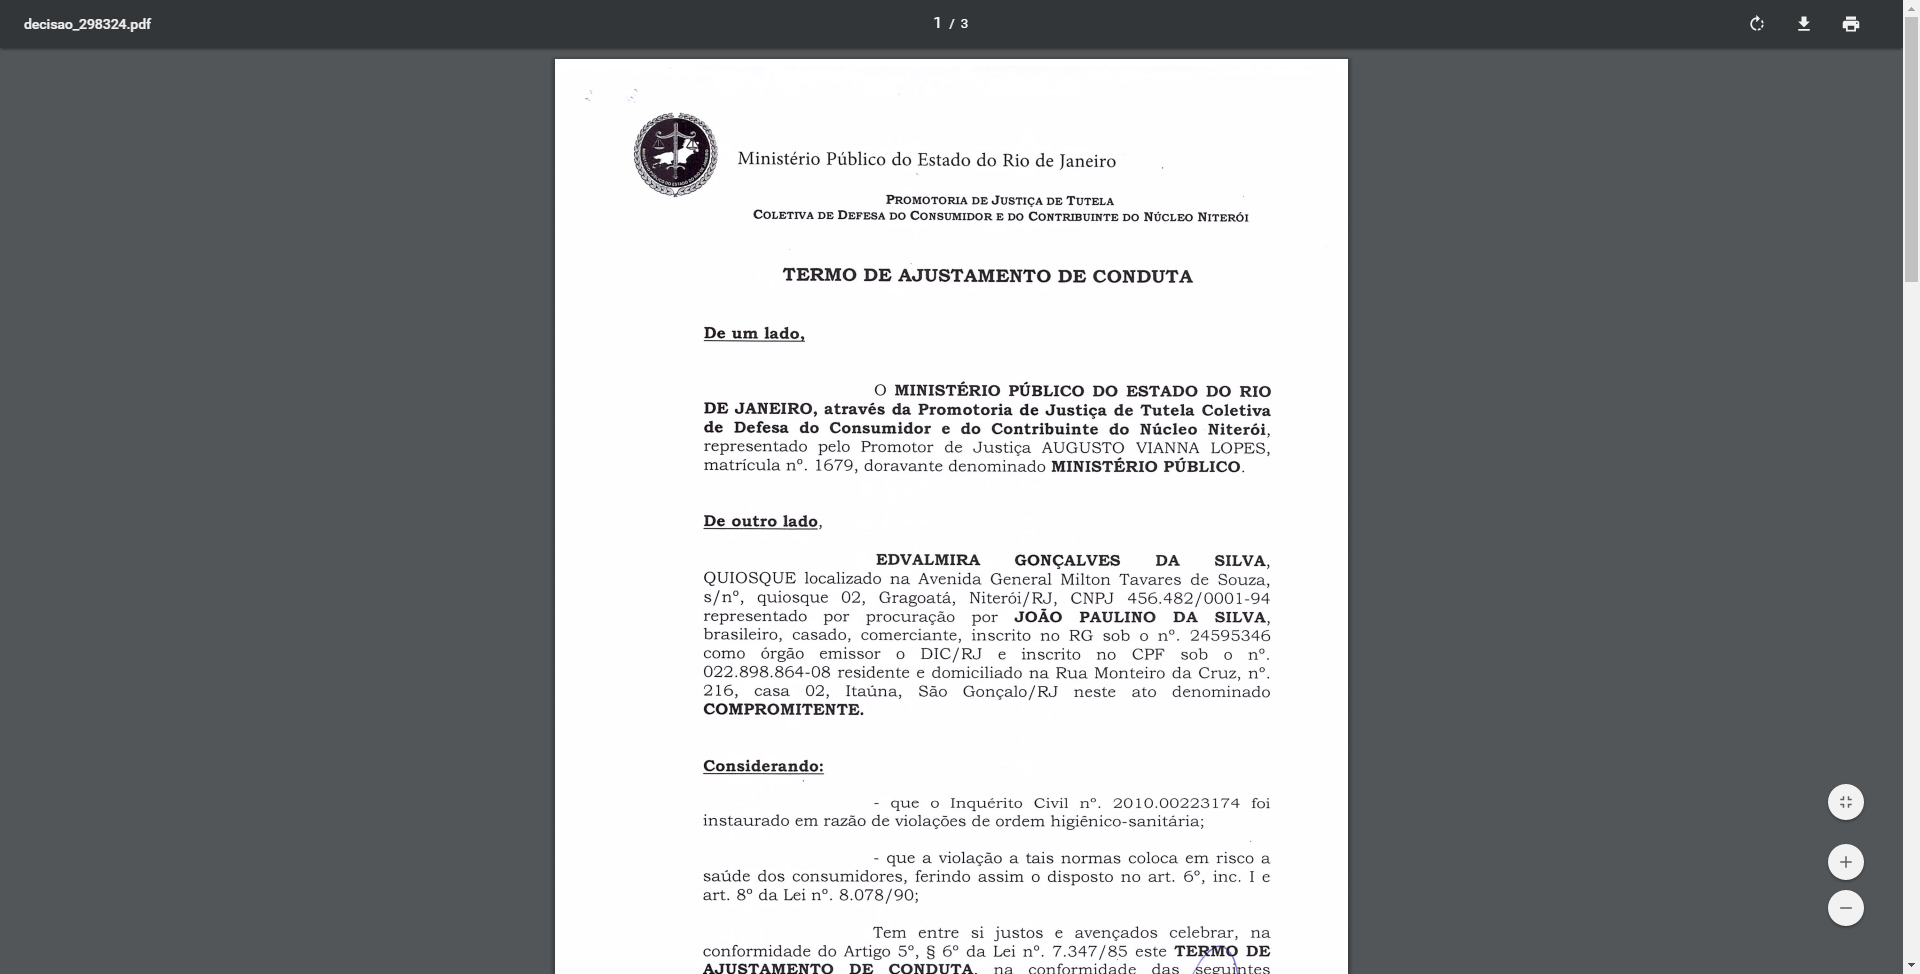 decisao_298324.pdf
1 / 3
Ministério Público do Estado do Rio de Janeiro
PROMOTORIA DE JUSTIÇA DE TUTELA
COLETIVA DE DEFESA DO CONSUMIDOR E DO CONTRIBUINTE DO NÚCLEO NITERÓI
TERMO DE AJUSTAMENTO DE CONDUTA
De um lado,
O MINISTÉRIO PÚBLICO DO ESTADO DO RIO
DE JANEIRO, através da Promotoria de Justiça de Tutela Coletiva
de Defesa do Consumidor e do Contribuinte do Núcleo Niterói,
representado pelo Promotor de Justiça AUGUSTO VIANNA LOPES,
matrícula nº. 1679, doravante denominado MINISTÉRIO PÚBLICO.
De outro lado,
EDVALMIRA GONÇALVES DA SILVA,
QUIOSQUE localizado na Avenida General Milton Tavares de Souza,
s/nº, quiosque 02, Gragoatá, Niterói/RJ, CNPJ 456.482/0001-94
representado por procuração por JOÃO PAULINO DA SILVA,
brasileiro, casado, comerciante, inscrito no RG sob o nº. 24595346
como órgão emissor o DIC/RJ e inscrito no CPF sob o nº.
022.898.864-08 residente e domiciliado na Rua Monteiro da Cruz, nº.
216, casa 02, Itaúna, São Gonçalo/RJ neste ato denominado
COMPROMITENTE.
Considerando:
- que o Inquérito Civil nº. 2010.00223174 foi
instaurado em razão de violações de ordem higiênico-sanitária;
- que a violação a tais normas coloca em risco a
saúde dos consumidores, ferindo assim o disposto no art. 6º, inc. I e
art. 8º da Lei nº. 8.078/90;
Tem entre si justos e avençados celebrar, na
conformidade do Artigo 5º, § 6º da Lei nº. 7.347/85 este TERMO DE
AJUSTAMENTO DE CONDUTA, na conformidade das seguintes